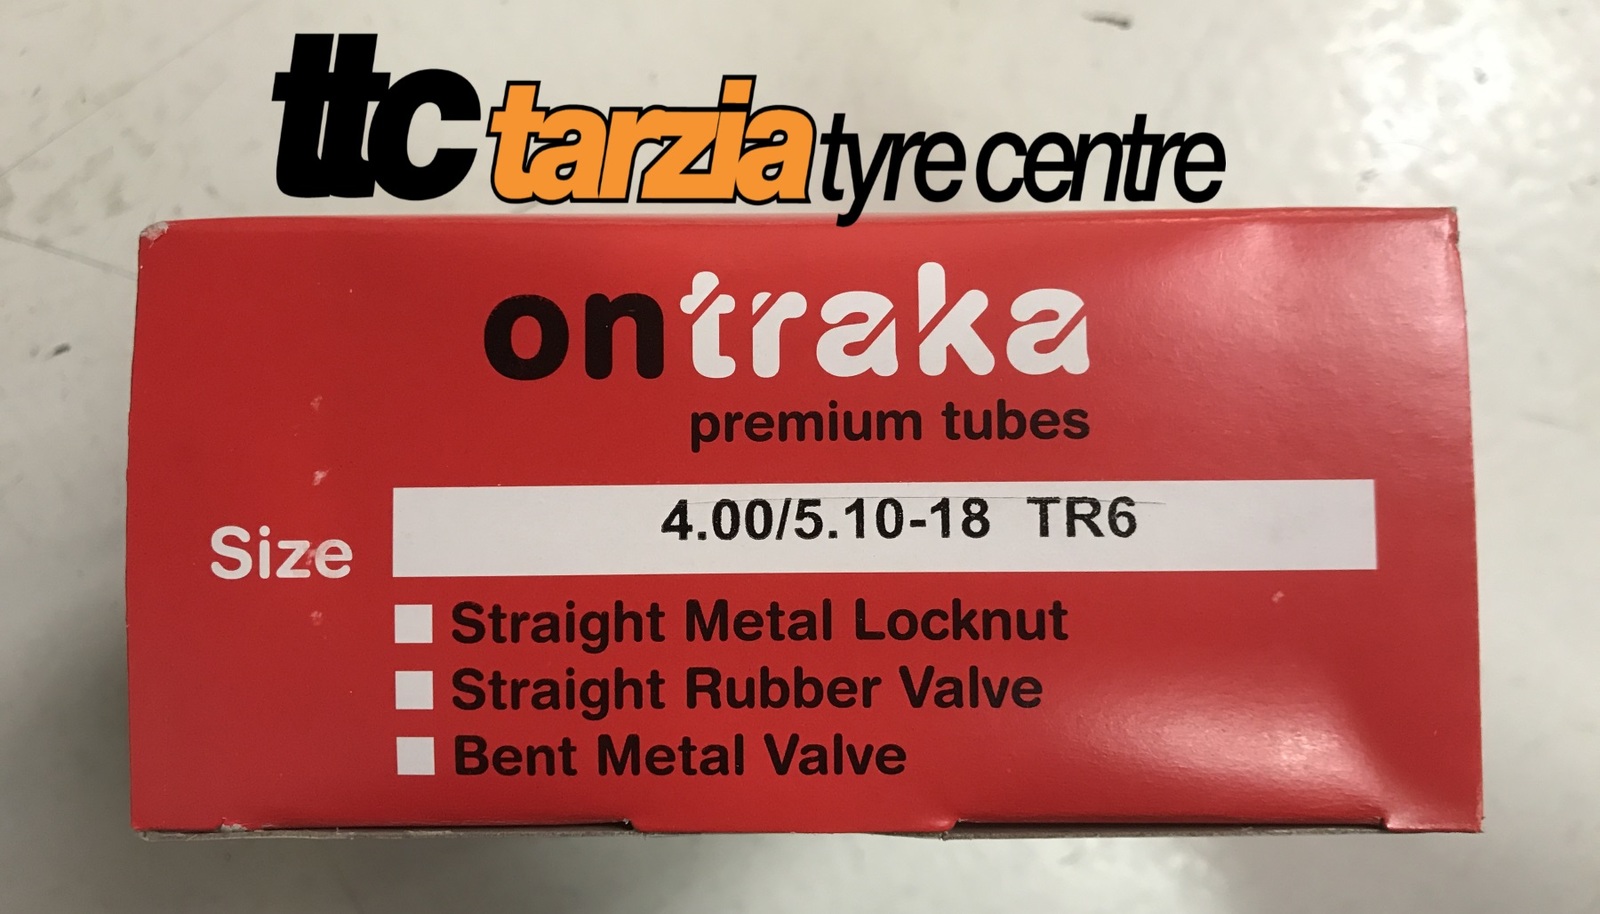 ttc tarzia tyre centre
ontraka
premium tubes
Size
4.00/5.10-18 TR6
Straight Metal Locknut
Straight Rubber Valve
Bent Metal Valve